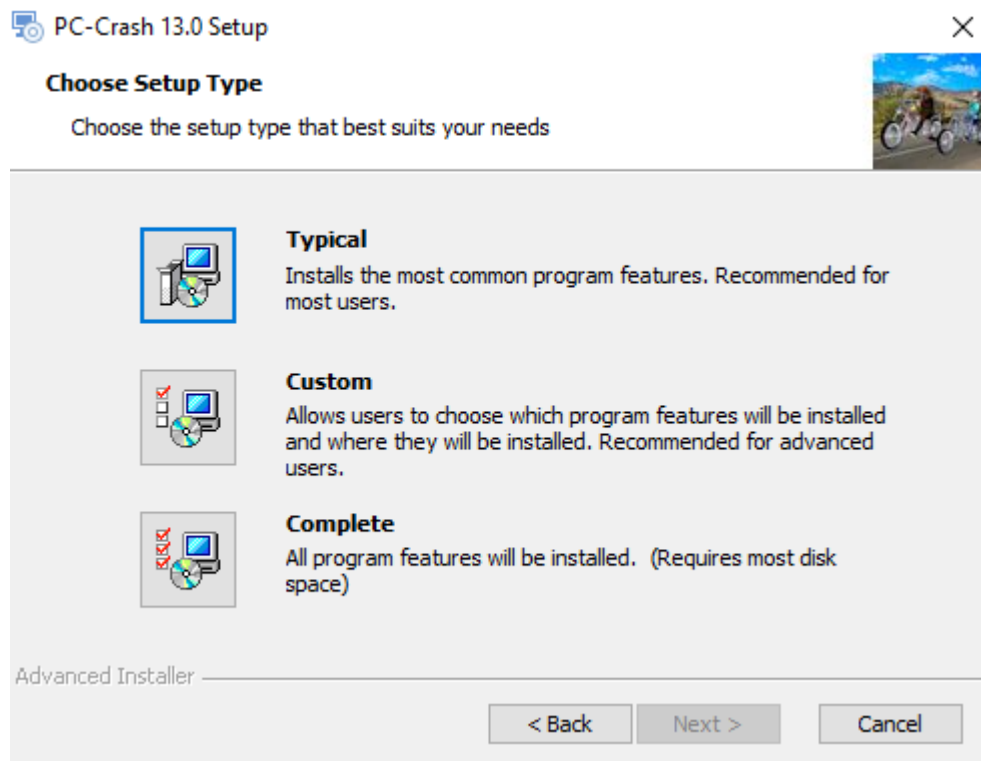 PC-Crash 13.0 Setup
Choose Setup Type
Choose the setup type that best suits your needs
Typical
Installs the most common program features. Recommended for
most users.
Custom
Allows users to choose which program features will be installed
and where they will be installed. Recommended for advanced
users.
Complete
All program features will be installed.  (Requires most disk
space)
Advanced Installer
< Back
Next >
Cancel